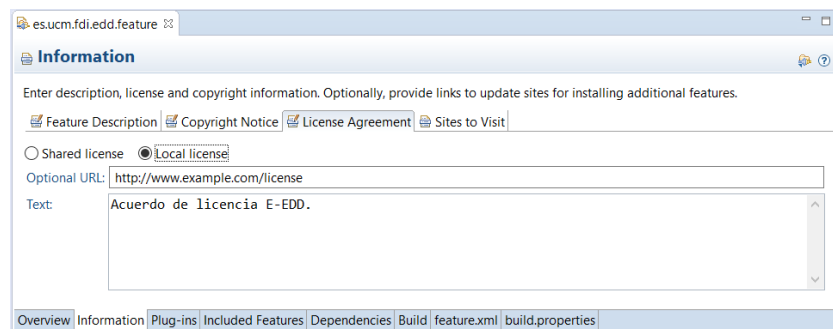 es.ucm.fdi.edd.feature
Information
Enter description, license and copyright information. Optionally, provide links to update sites for installing additional features.
Feature Description Copyright Notice License Agreement Sites to Visit
Shared license Local license
Optional URL: http://www.example.com/license
Text: Acuerdo de licencia E-EDD.
Overview Information Plug-ins Included Features Dependencies Build feature.xml build.properties